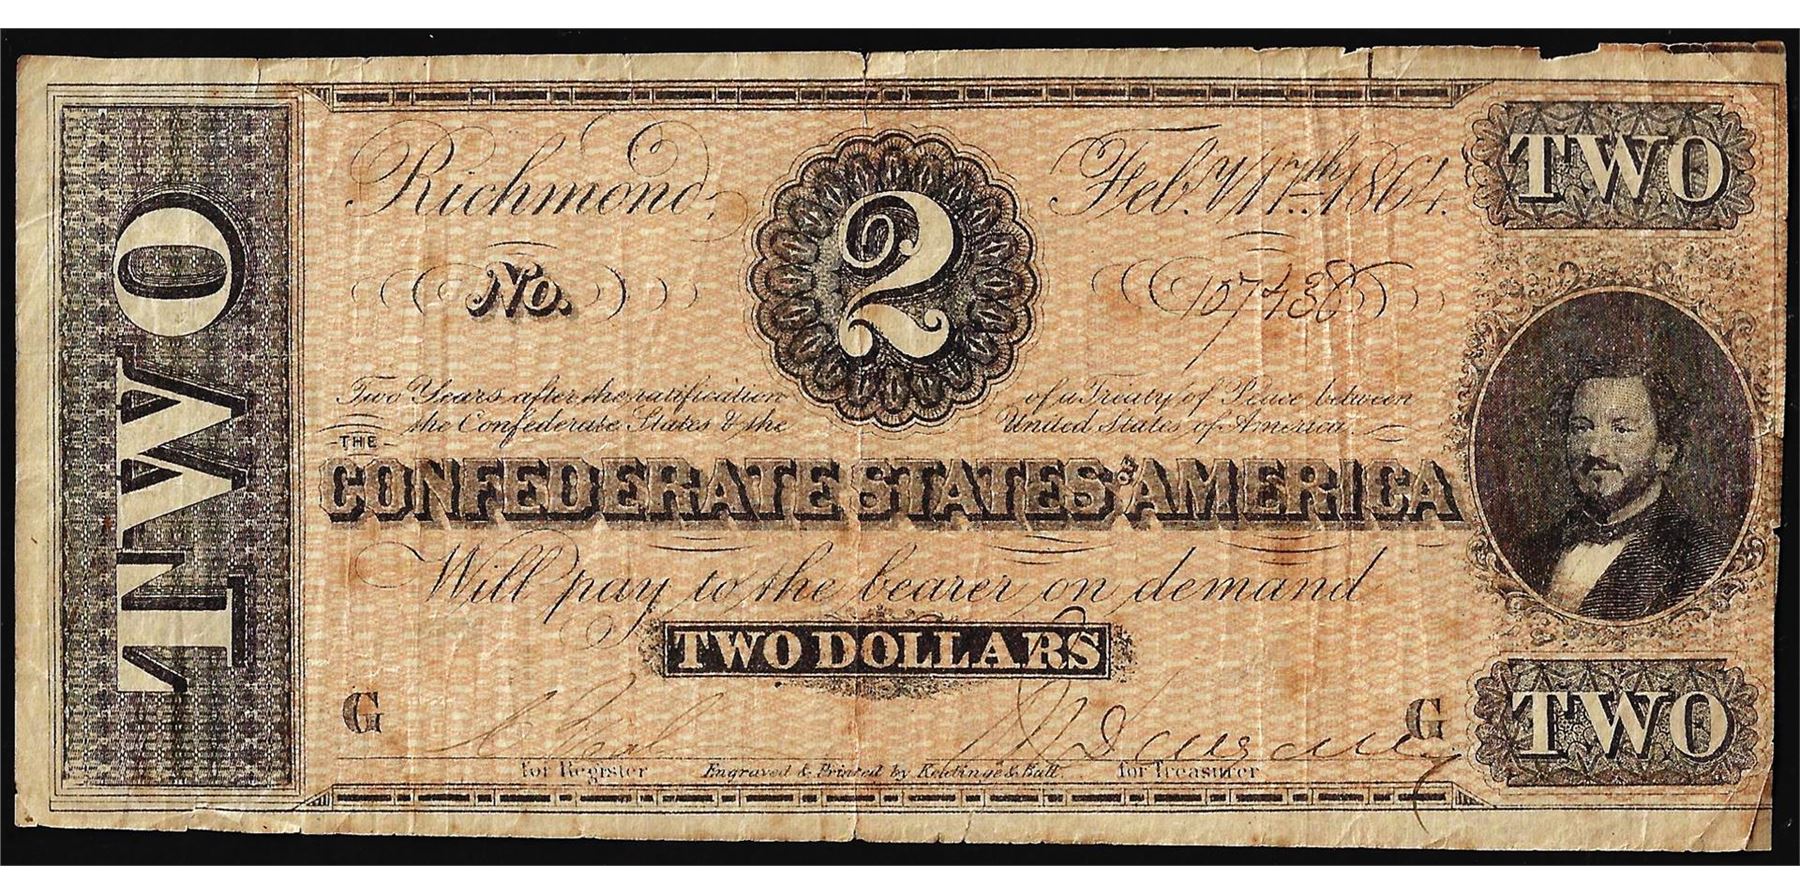 TWO
Richmond, Feb.y 17th 1864.
2
TWO
No. 107438
Two Years after the ratification of a Treaty of Peace between
the Confederate States & the United States of America.
THE
CONFEDERATE STATES OF AMERICA
Will pay to the bearer on demand
TWO DOLLARS
G
G
TWO
for Register
Engraved & Printed by Keatinge & Ball
for Treasurer